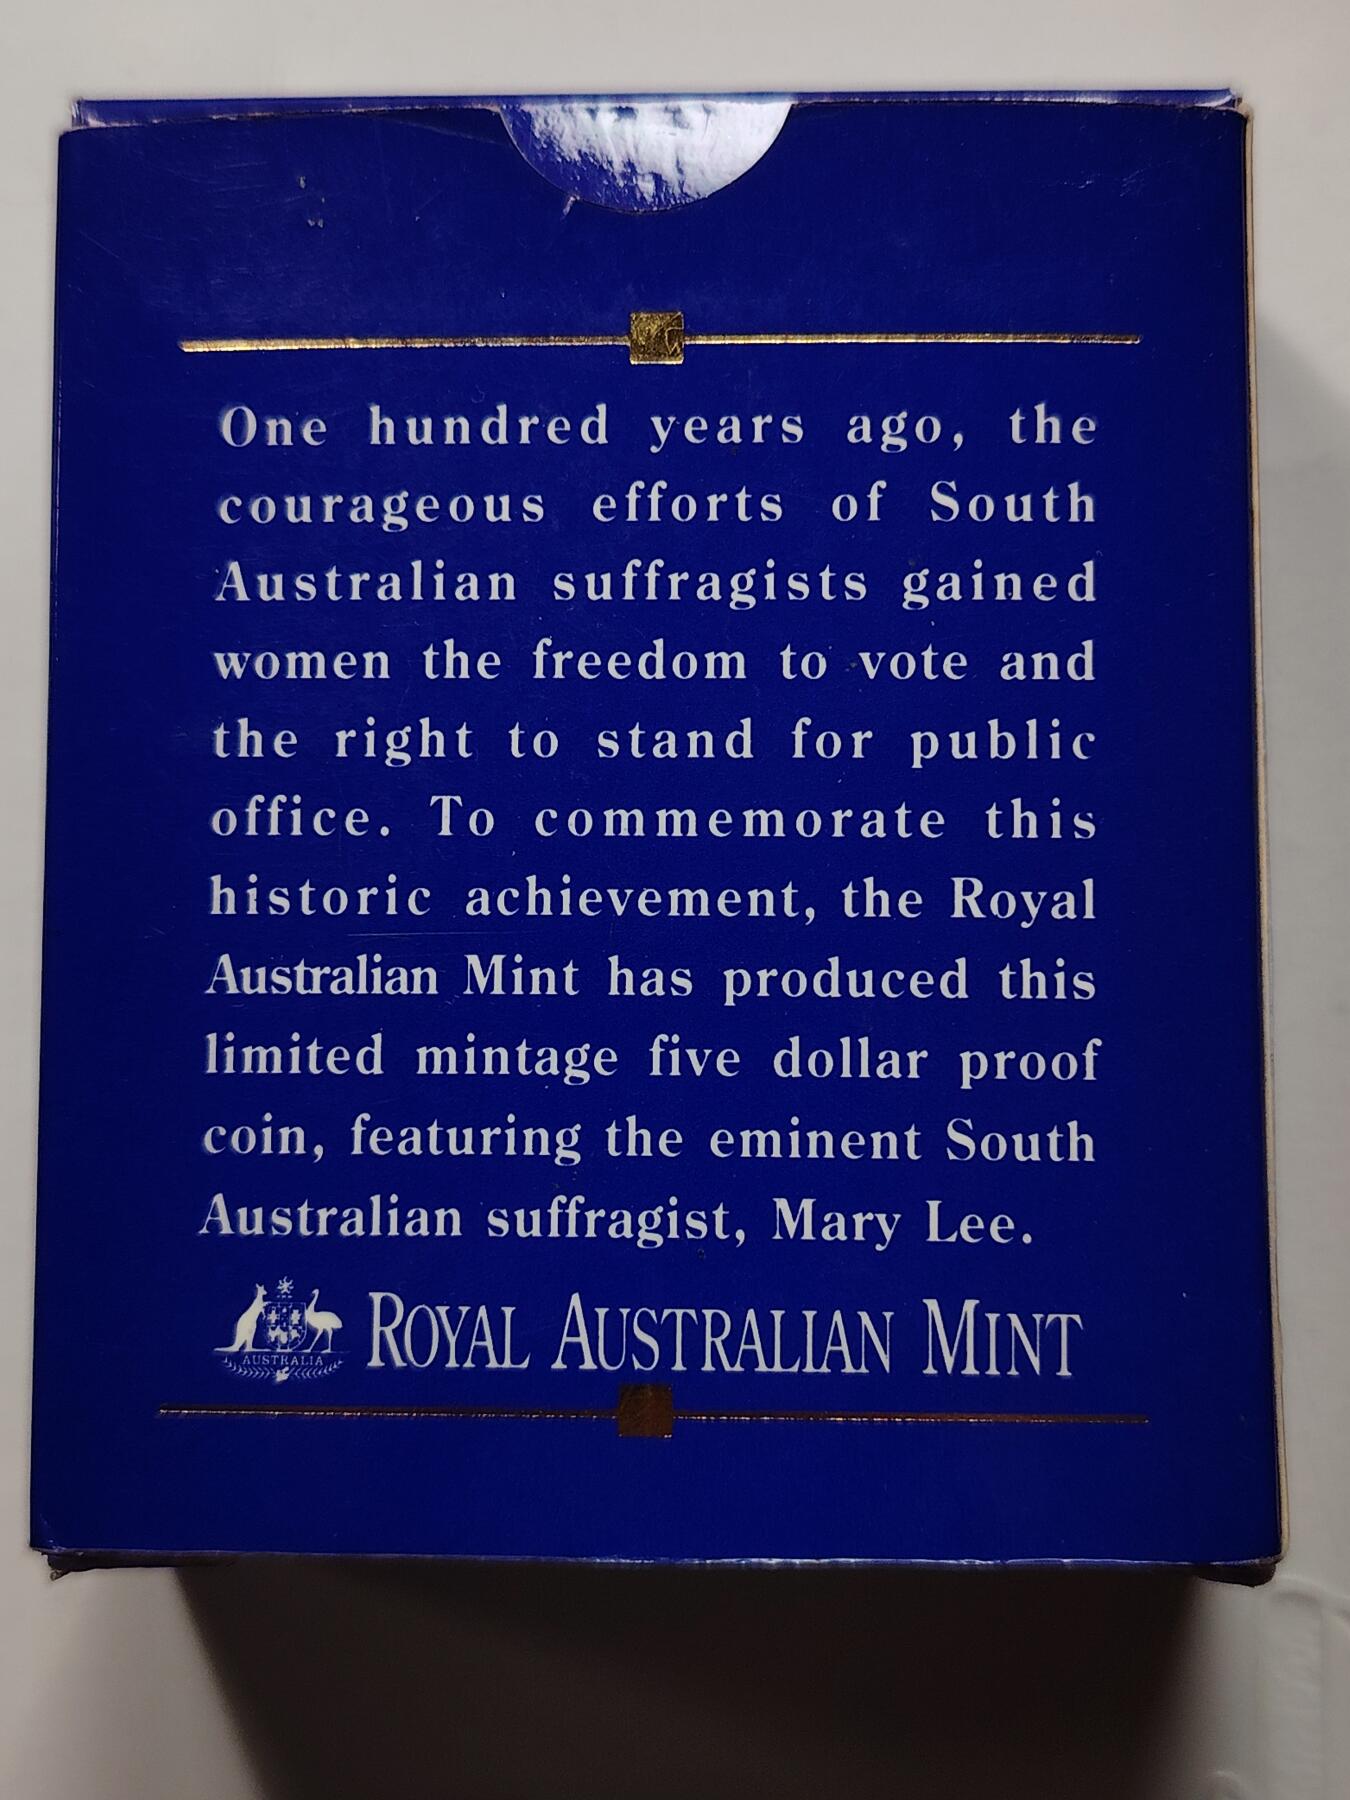 One hundred years ago, the
courageous efforts of South
Australian suffragists gained
women the freedom to vote and
the right to stand for public
office. To commemorate this
historic achievement, the Royal
Australian Mint has produced this
limited mintage five dollar proof
coin, featuring the eminent South
Australian suffragist, Mary Lee.
AUSTRALIA
ROYAL AUSTRALIAN MINT